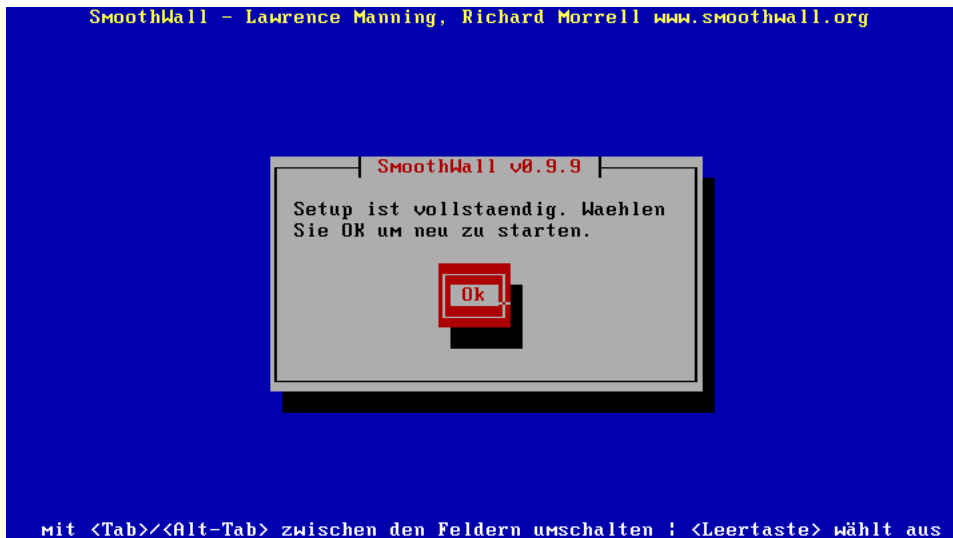 SmoothWall - Lawrence Manning, Richard Morrell www.smoothwall.org
SmoothWall v0.9.9
Setup ist vollstaendig. Waehlen
Sie OK um neu zu starten.
Ok
mit <Tab>/<Alt-Tab> zwischen den Feldern umschalten ¦ <Leertaste> wählt aus